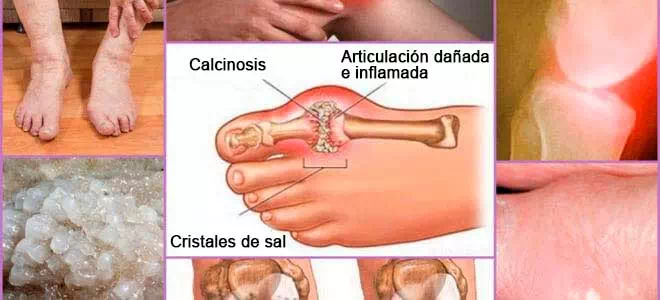 Calcinosis
Articulación dañada
e inflamada
Cristales de sal